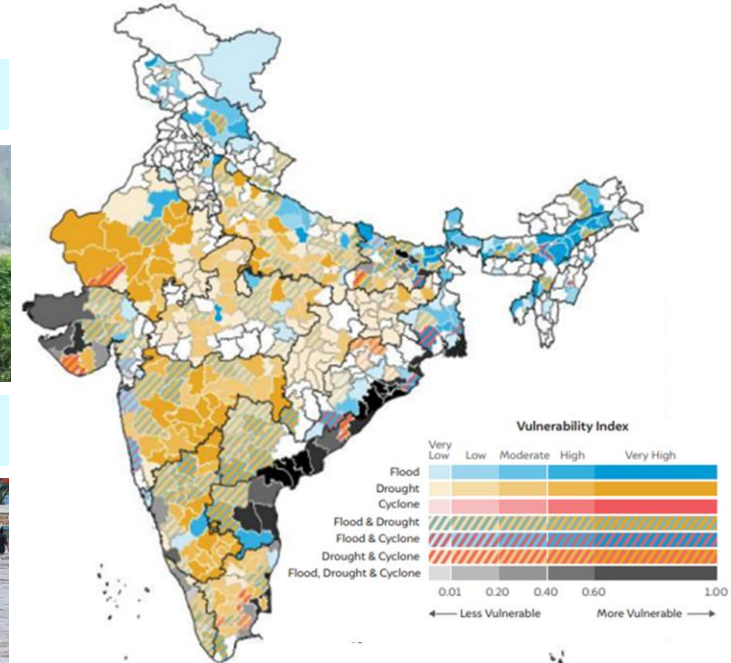 Vulnerability Index
Very Low Low Moderate High Very High
Flood
Drought
Cyclone
Flood & Drought
Flood & Cyclone
Drought & Cyclone
Flood, Drought & Cyclone
0.01 0.20 0.40 0.60 1.00
Less Vulnerable More Vulnerable